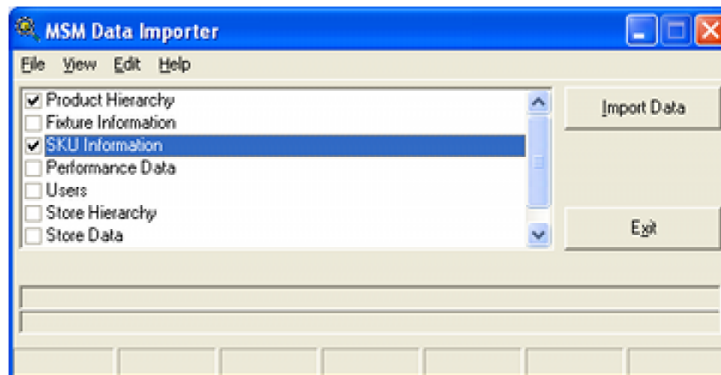 MSM Data Importer
File View Edit Help
Product Hierarchy
Fixture Information
SKU Information
Performance Data
Users
Store Hierarchy
Store Data
Import Data
Exit